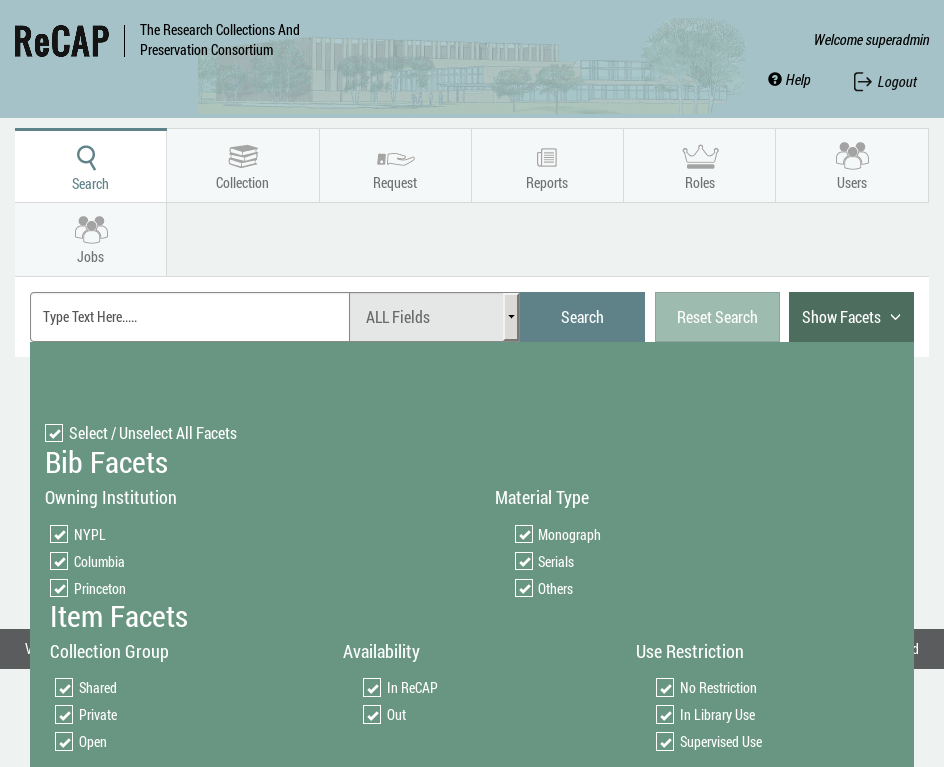 ReCAP
The Research Collections And
Preservation Consortium
Welcome superadmin
Help
Logout
Search
Collection
Request
Reports
Roles
Users
Jobs
Type Text Here.....
ALL Fields
Search
Reset Search
Show Facets
Select / Unselect All Facets
Bib Facets
Owning Institution
Material Type
NYPL
Monograph
Columbia
Serials
Princeton
Others
Item Facets
Collection Group
Availability
Use Restriction
Shared
In ReCAP
No Restriction
Private
Out
In Library Use
Open
Supervised Use